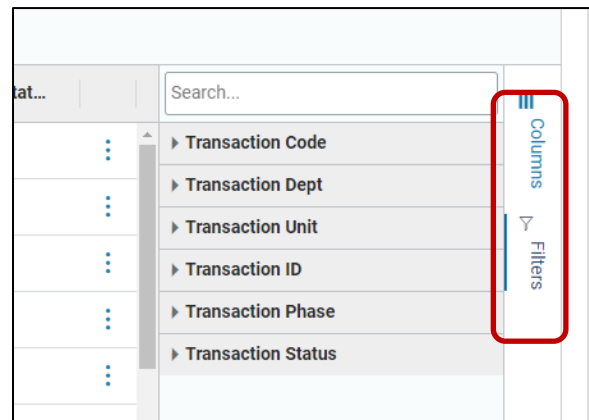 tat...
Search...
Transaction Code
Transaction Dept
Transaction Unit
Transaction ID
Transaction Phase
Transaction Status
Columns
Filters